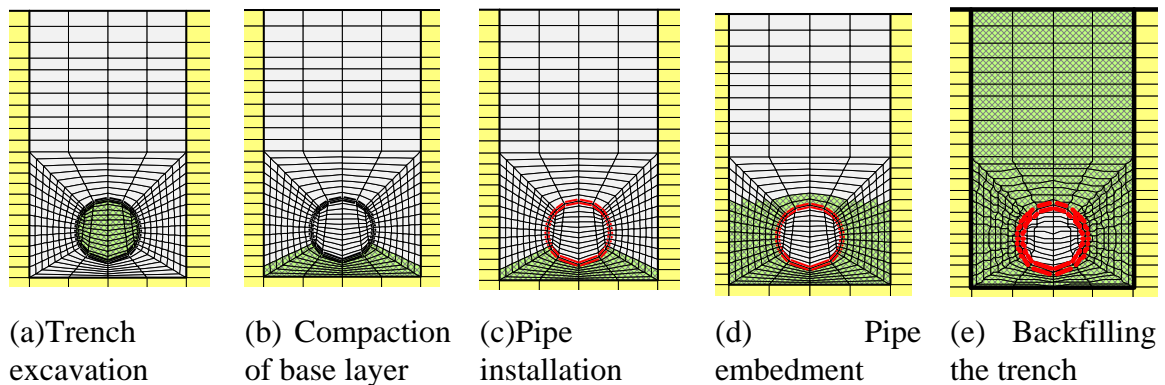 (a)Trench
excavation
(b) Compaction
of base layer
(c)Pipe
installation
(d) Pipe
embedment
(e) Backfilling
the trench